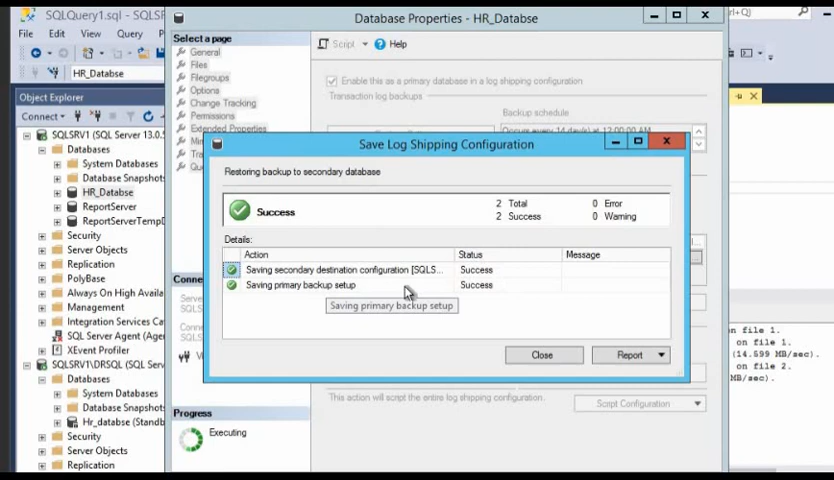 SQLQuery1.sql - SQLSR
Database Properties - HR_Databse
File
Edit
View
Query
Select a page
Script
Help
General
Files
Filegroups
Options
Change Tracking
Permissions
Extended Properties
HR_Databse
Enable this as a primary database in a log shipping configuration
Transaction log backups
Backup schedule
Occurs every 14 day(s) at 12:00:00 AM.
Object Explorer
Connect
SQLSRV1 (SQL Server 13.0.
Databases
System Databases
Database Snapshots
HR_Databse
ReportServer
ReportServerTempD
Security
Server Objects
Replication
PolyBase
Always On High Availa
Management
Integration Services Ca
SQL Server Agent (Agen
XEvent Profiler
SQLSRV1\DRSQL (SQL Serv
Databases
System Databases
Database Snapshots
Hr_databse (Standb
Security
Server Objects
Replication
Save Log Shipping Configuration
Restoring backup to secondary database
Success
2 Total
0 Error
2 Success
0 Warning
Details:
Action Status Message
Saving secondary destination configuration [SQLS... Success
Saving primary backup setup Success
Saving primary backup setup
Close
Report
on file 1.
on file 1.
(14.599 MB/sec).
on file 2.
MB/sec).
This action will script the entire log shipping configuration.
Script Configuration
Progress
Executing